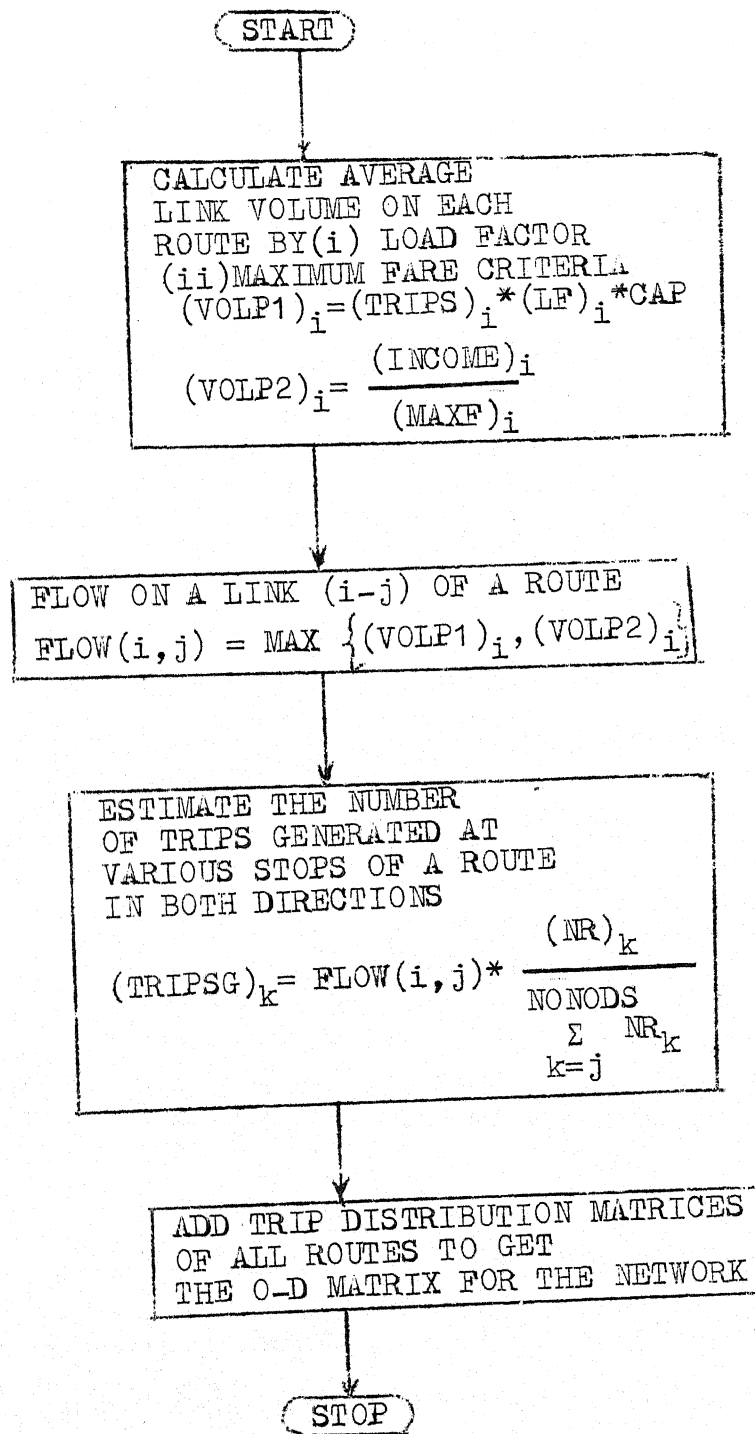 START
CALCULATE AVERAGE
LINK VOLUME ON EACH
ROUTE BY(i) LOAD FACTOR
(ii)MAXIMUM FARE CRITERIA
(VOLP1)i=(TRIPS)i*(LF)i*CAP
(VOLP2)i= (INCOME)i
(MAXF)i
FLOW ON A LINK (i-j) OF A ROUTE
FLOW(i,j) = MAX {(VOLP1)i,(VOLP2)i}
ESTIMATE THE NUMBER
OF TRIPS GENERATED AT
VARIOUS STOPS OF A ROUTE
IN BOTH DIRECTIONS
(TRIPSG)k= FLOW(i,j)* (NR)k
NONODS
Σ NRk
k=j
ADD TRIP DISTRIBUTION MATRICES
OF ALL ROUTES TO GET
THE O-D MATRIX FOR THE NETWORK
STOP